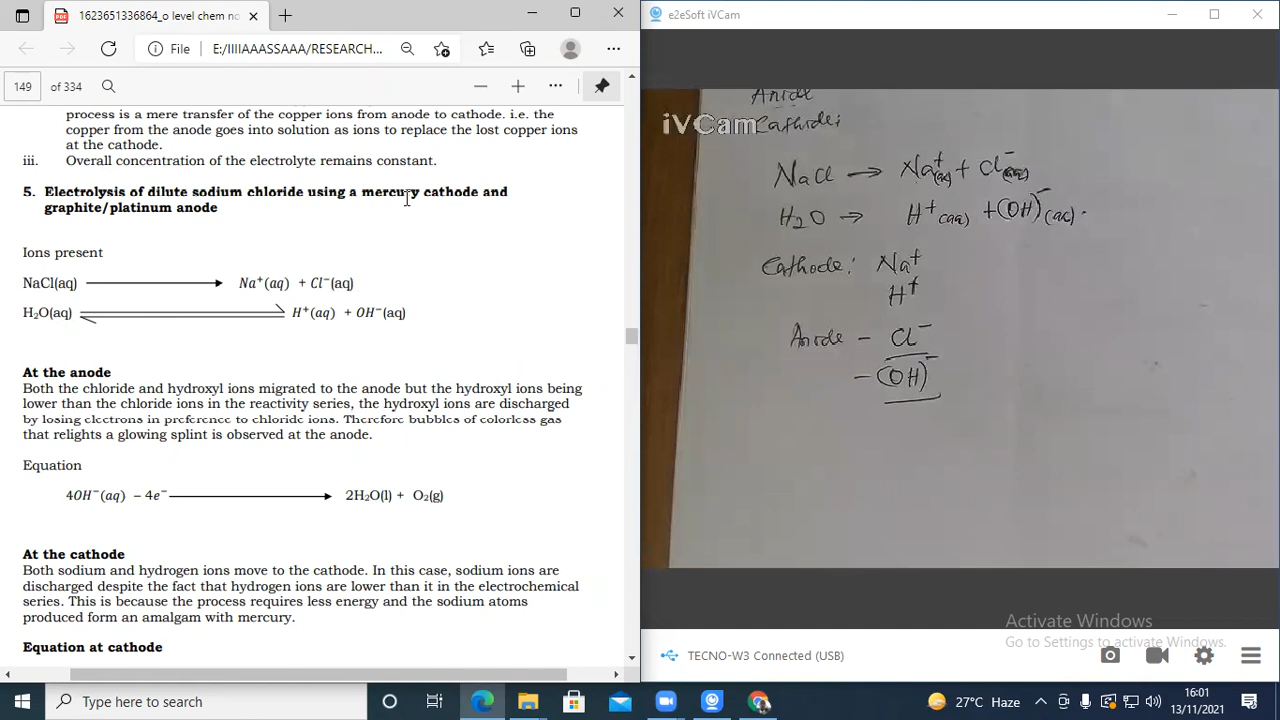 1623651336864_o level chem no
File
E:/IIIIAAASSAAA/RESEARCH...
149 of 334
process is a mere transfer of the copper ions from anode to cathode. i.e. the
copper from the anode goes into solution as ions to replace the lost copper ions
at the cathode.
iii. Overall concentration of the electrolyte remains constant.
5. Electrolysis of dilute sodium chloride using a mercury cathode and
graphite/platinum anode
Ions present
NaCl(aq) ⟶ Na⁺(aq) + Cl⁻(aq)
H₂O(aq) ⇌ H⁺(aq) + OH⁻(aq)
At the anode
Both the chloride and hydroxyl ions migrated to the anode but the hydroxyl ions being
lower than the chloride ions in the reactivity series, the hydroxyl ions are discharged
by losing electrons in preference to chloride ions. Therefore bubbles of colorless gas
that relights a glowing splint is observed at the anode.
Equation
4OH⁻(aq) − 4e⁻ ⟶ 2H₂O(l) + O₂(g)
At the cathode
Both sodium and hydrogen ions move to the cathode. In this case, sodium ions are
discharged despite the fact that hydrogen ions are lower than it in the electrochemical
series. This is because the process requires less energy and the sodium atoms
produced form an amalgam with mercury.
Equation at cathode
e2eSoft iVCam
iVCam
Anode
Cathode:
NaCl → Na⁺(aq) + Cl⁻(aq)
H₂O → H⁺(aq) + (OH)⁻(aq).
Cathode: Na⁺
H⁺
Anode - Cl⁻
- (OH)⁻
Activate Windows
Go to Settings to activate Windows.
TECNO-W3 Connected (USB)
Type here to search
27°C Haze
16:01
13/11/2021